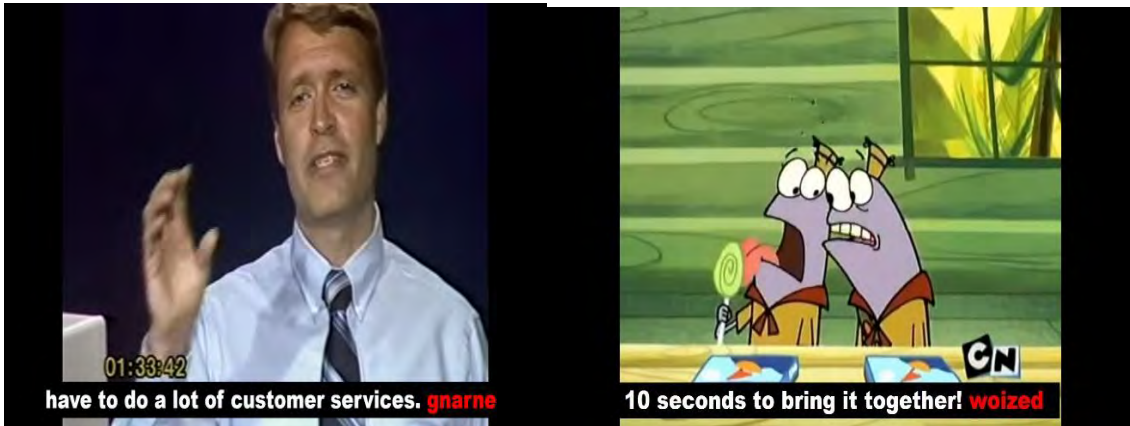 01:33:42
have to do a lot of customer services. gnarne
CN
10 seconds to bring it together! woized